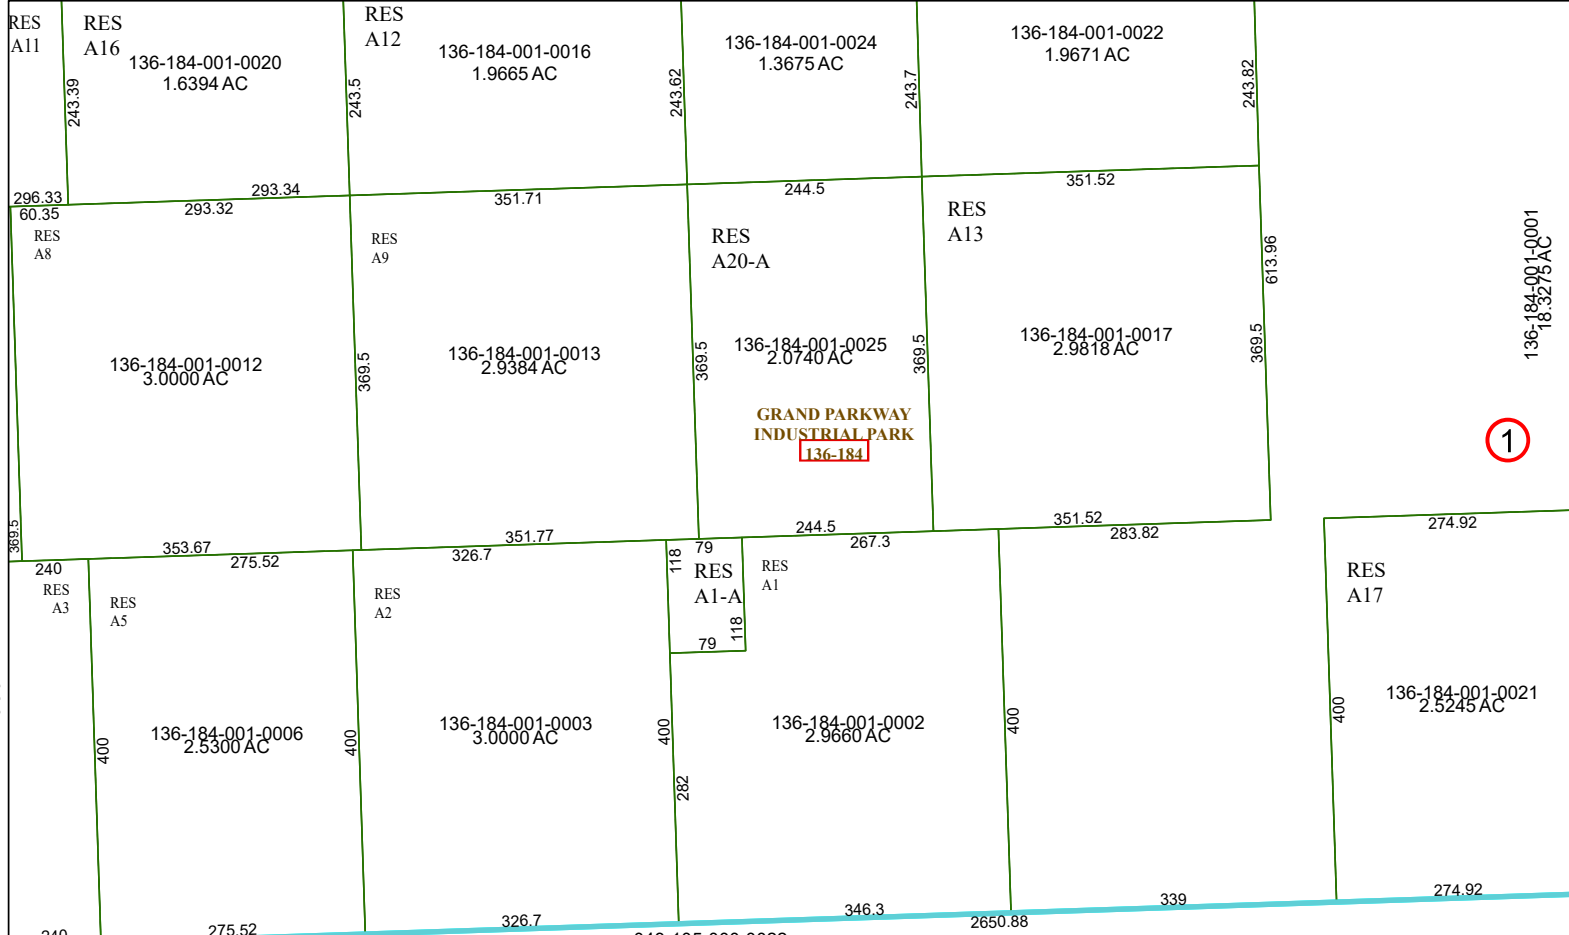 RES
A11
RES
A16
136-184-001-0020
1.6394 AC
243.39
243.5
RES
A12
136-184-001-0016
1.9665 AC
243.62
136-184-001-0024
1.3675 AC
243.7
136-184-001-0022
1.9671 AC
243.82
296.33
293.34
60.35
293.32
351.71
244.5
351.52
RES
A8
136-184-001-0012
3.0000 AC
369.5
RES
A9
136-184-001-0013
2.9384 AC
369.5
369.5
RES
A20-A
136-184-001-0025
2.0740 AC
369.5
GRAND PARKWAY
INDUSTRIAL PARK
136-184
RES
A13
136-184-001-0017
2.9818 AC
369.5
613.96
136-184-001-0001
18.3275 AC
1
353.67
351.77
244.5
351.52
240
275.52
326.7
79
267.3
283.82
274.92
RES
A3
RES
A5
136-184-001-0006
2.5300 AC
400
400
RES
A2
136-184-001-0003
3.0000 AC
400
118
RES
A1-A
118
79
282
RES
A1
136-184-001-0002
2.9660 AC
400
RES
A17
136-184-001-0021
2.5245 AC
400
240
275.52
326.7
346.3
339
274.92
2650.88